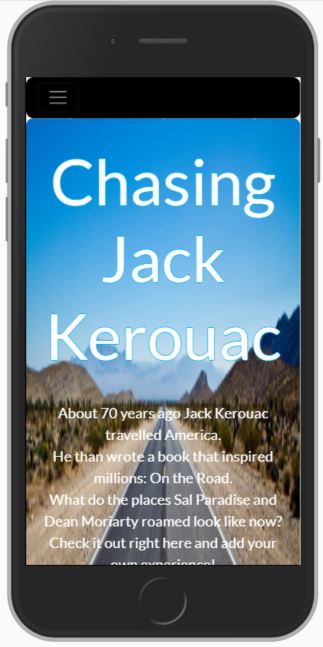 Chasing
Jack
Kerouac
About 70 years ago Jack Kerouac
travelled America.
He than wrote a book that inspired
millions: On the Road.
What do the places Sal Paradise and
Dean Moriarty roamed look like now?
Check it out right here and add your
own experience!